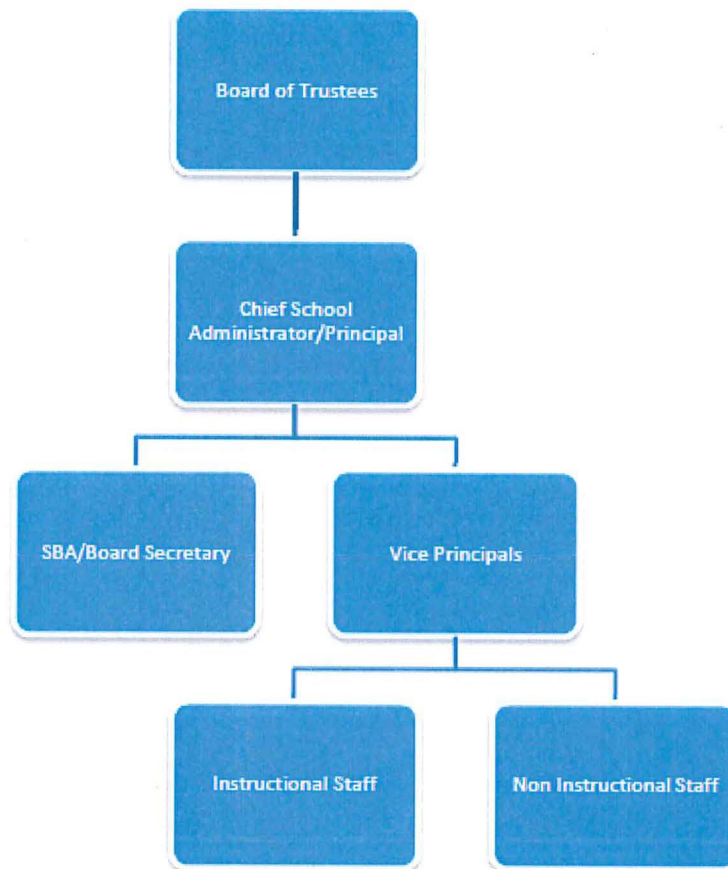 Board of Trustees
Chief School
Administrator/Principal
SBA/Board Secretary
Vice Principals
Instructional Staff
Non Instructional Staff